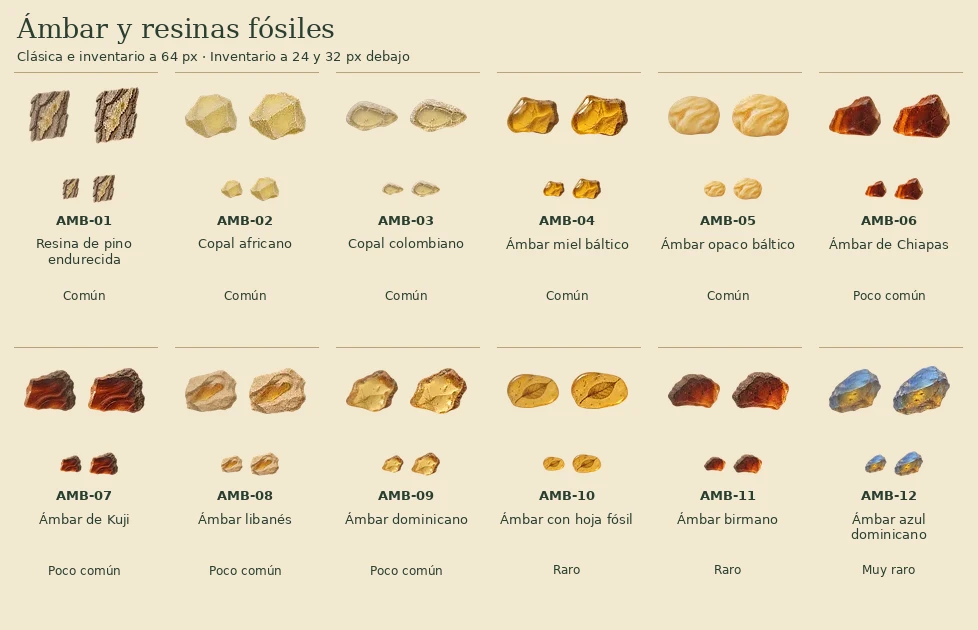 Ámbar y resinas fósiles
Clásica e inventario a 64 px · Inventario a 24 y 32 px debajo
AMB-01
Resina de pino
endurecida
Común
AMB-02
Copal africano
Común
AMB-03
Copal colombiano
Común
AMB-04
Ámbar miel báltico
Común
AMB-05
Ámbar opaco báltico
Común
AMB-06
Ámbar de Chiapas
Poco común
AMB-07
Ámbar de Kuji
Poco común
AMB-08
Ámbar libanés
Poco común
AMB-09
Ámbar dominicano
Poco común
AMB-10
Ámbar con hoja fósil
Raro
AMB-11
Ámbar birmano
Raro
AMB-12
Ámbar azul
dominicano
Muy raro